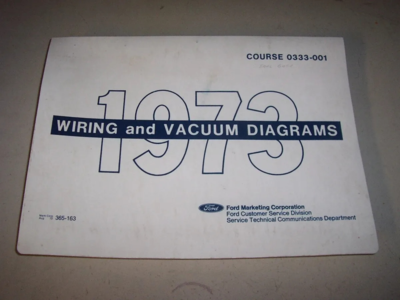 COURSE 0333-001
1973
WIRING and VACUUM DIAGRAMS
Ford
Ford Marketing Corporation
Ford Customer Service Division
Service Technical Communications Department
365-163